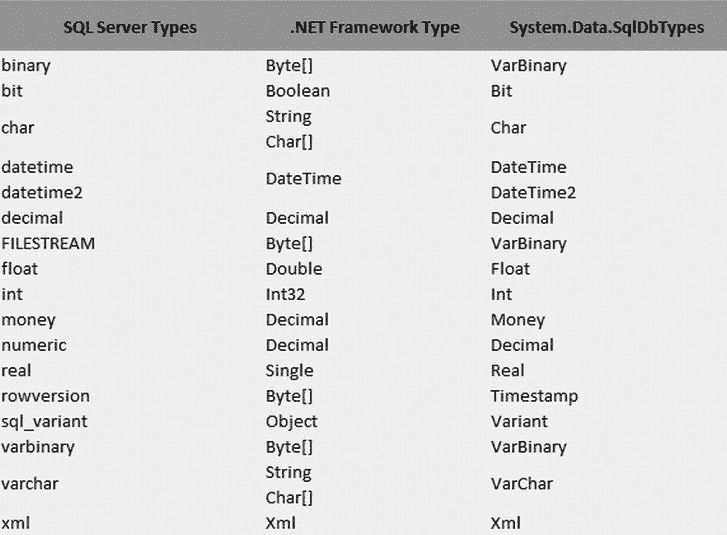 SQL Server Types .NET Framework Type System.Data.SqlDbTypes
binary Byte[] VarBinary
bit Boolean Bit
char String Char[] Char
datetime DateTime DateTime
datetime2 DateTime2
decimal Decimal Decimal
FILESTREAM Byte[] VarBinary
float Double Float
int Int32 Int
money Decimal Money
numeric Decimal Decimal
real Single Real
rowversion Byte[] Timestamp
sql_variant Object Variant
varbinary Byte[] VarBinary
varchar String Char[] VarChar
xml Xml Xml